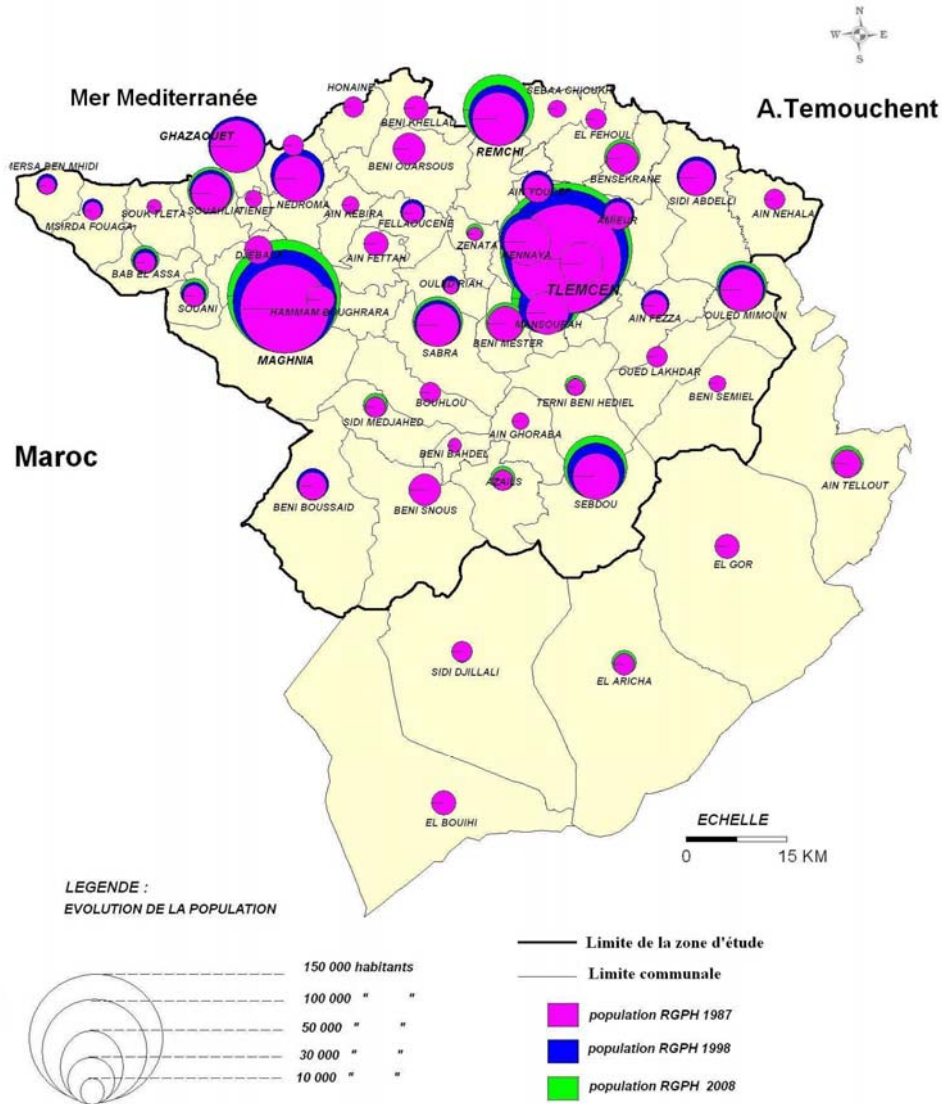 N
W E
S
Mer Mediterranée
A.Temouchent
HONAINE
SEBAA CHIOUKH
BENI KHELLAD
GHAZAOUET
EL FEHOUL
REMCHI
MERSA BEN MHIDI
BENI OUARSOUS
BENSEKRANE
SOUK TLETA
SOUAHLIA
TIENET
NEDROMA
AIN KEBIRA
AIN YOUCEF
SIDI ABDELLI
AIN NEHALA
MSIRDA FOUAGA
FELLAOUCENE
AMIEUR
ZENATA
DJEBALA
AIN FETTAH
HENNAYA
BAB EL ASSA
OULED RIAH
TLEMCEN
SOUANI
HAMMAM BOUGHRARA
AIN FEZZA
OULED MIMOUN
MANSOURAH
BENI MESTER
SABRA
MAGHNIA
OUED LAKHDAR
BENI SEMIEL
BOUHLOU
TERNI BENI HEDIEL
SIDI MEDJAHED
AIN GHORABA
Maroc
BENI BAHDEL
AZAILS
AIN TELLOUT
BENI BOUSSAID
BENI SNOUS
SEBDOU
EL GOR
SIDI DJILLALI
EL ARICHA
EL BOUIHI
ECHELLE
0 15 KM
LEGENDE :
EVOLUTION DE LA POPULATION
150 000 habitants
100 000 " "
50 000 " "
30 000 " "
10 000 " "
Limite de la zone d'étude
Limite communale
population RGPH 1987
population RGPH 1998
population RGPH 2008